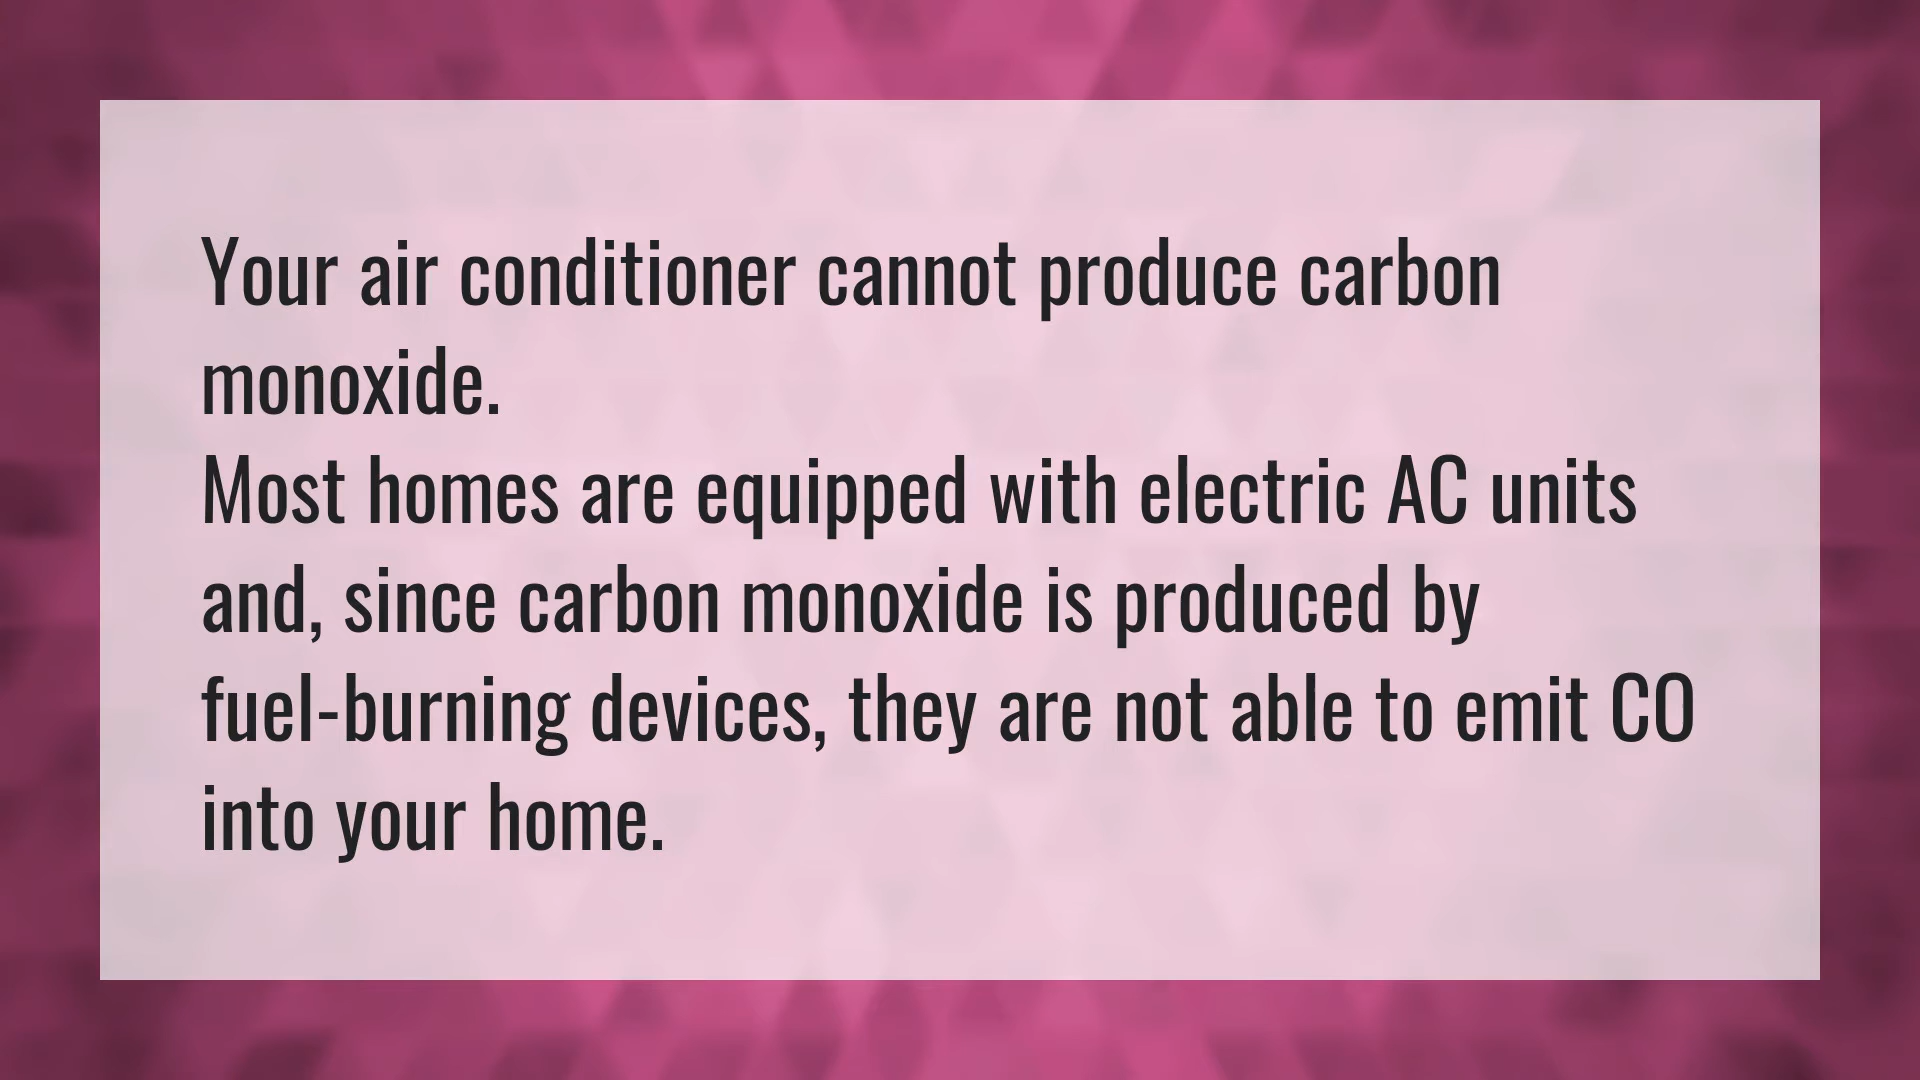 Your air conditioner cannot produce carbon
monoxide.
Most homes are equipped with electric AC units
and, since carbon monoxide is produced by
fuel-burning devices, they are not able to emit CO
into your home.